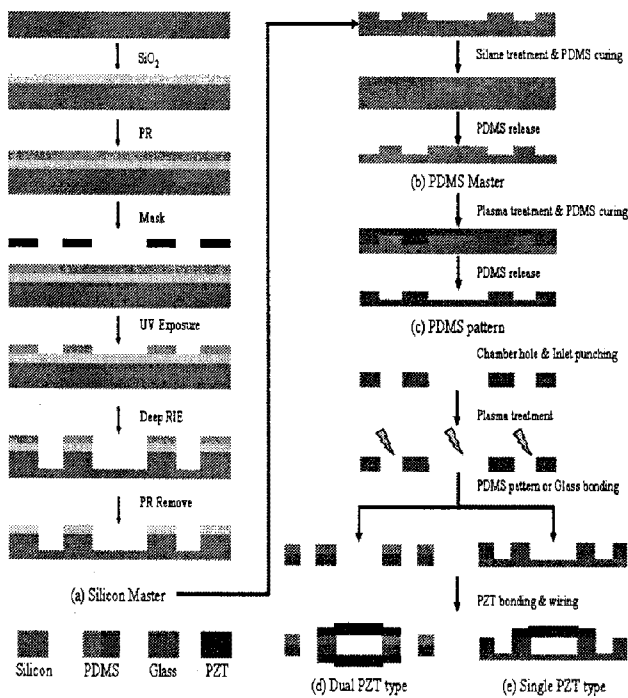 SiO₂
PR
Mask
UV Exposure
Deep RIE
PR Remove
(a) Silicon Master
Silicon
PDMS
Glass
PZT
Silane treatment & PDMS curing
PDMS release
(b) PDMS Master
Plasma treatment & PDMS curing
PDMS release
(c) PDMS pattern
Chamber hole & Inlet punching
Plasma treatment
PDMS pattern or Glass bonding
PZT bonding & wiring
(d) Dual PZT type
(e) Single PZT type